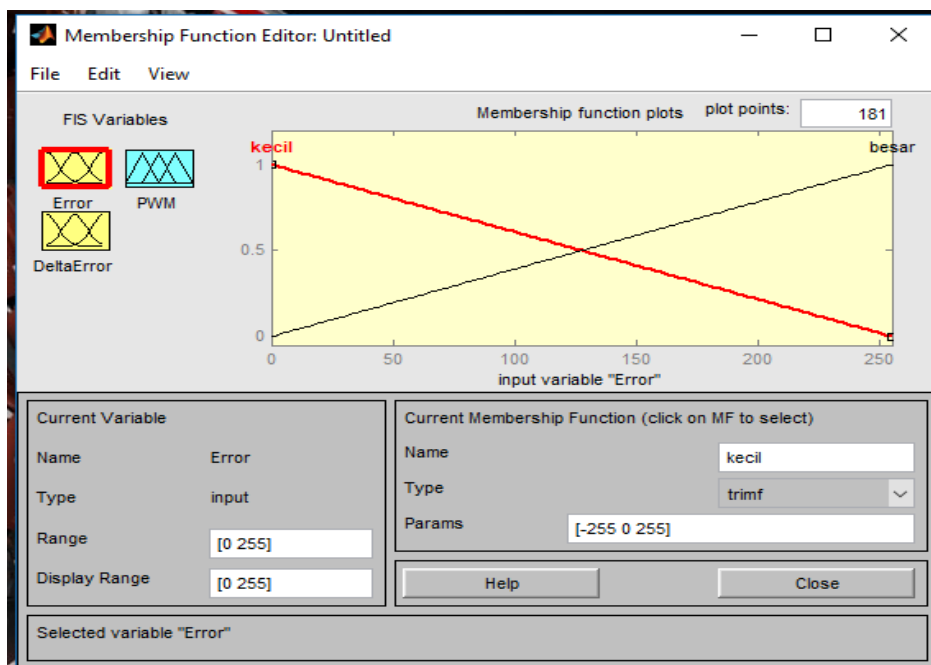 Membership Function Editor: Untitled
File Edit View
FIS Variables
Membership function plots plot points: 181
Error PWM
DeltaError
kecil besar
1
0.5
0
0 50 100 150 200 250
input variable "Error"
Current Variable
Name Error
Type input
Range [0 255]
Display Range [0 255]
Current Membership Function (click on MF to select)
Name kecil
Type trimf
Params [-255 0 255]
Help Close
Selected variable "Error"